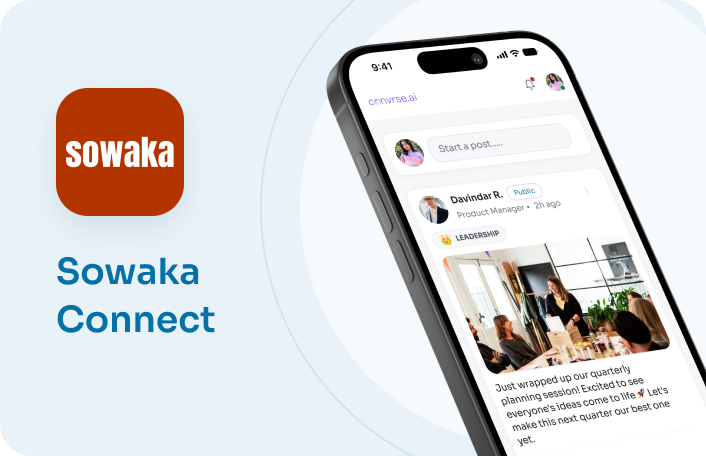 sowaka
Sowaka
Connect
9:41
convrse.ai
Start a post.....
Davindar R. Public
Product Manager • 2h ago
👑 LEADERSHIP
Just wrapped up our quarterly
planning session! Excited to see
everyone's ideas come to life 🚀 Let's
make this next quarter our best one
yet.